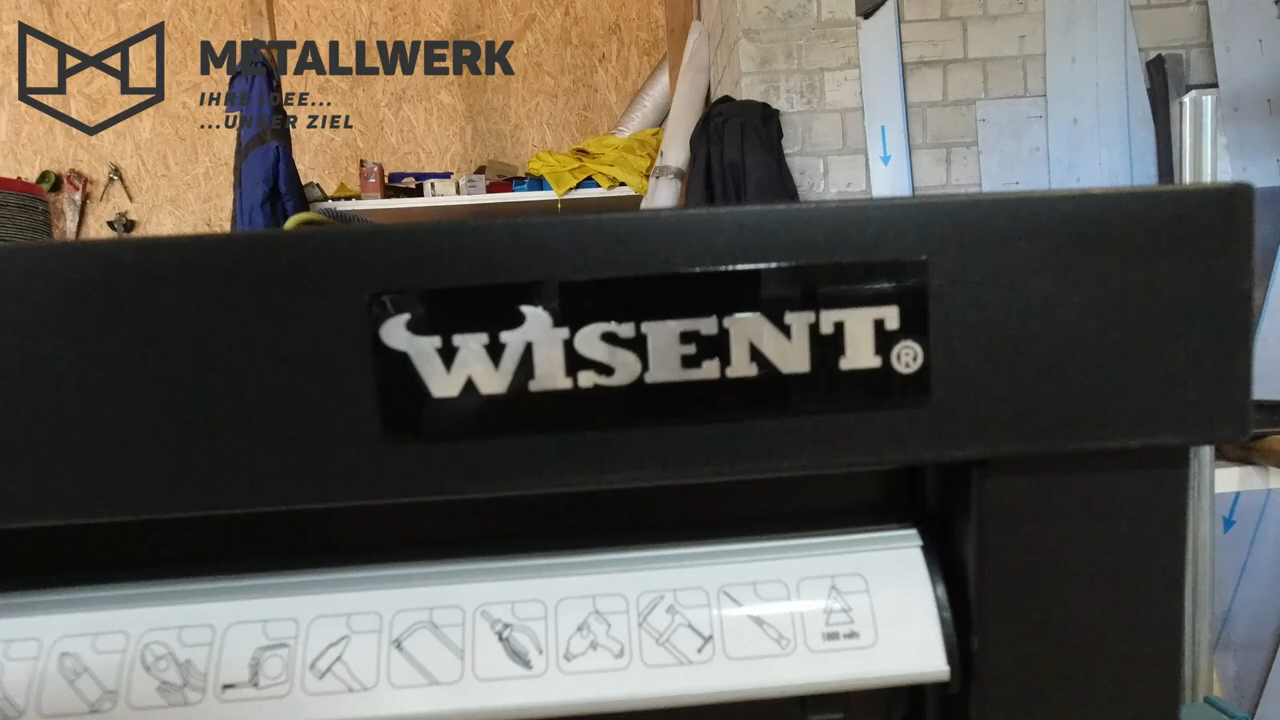 METALLWERK
IHRE IDEE...
...UNSER ZIEL
WISENT®
1000 volts